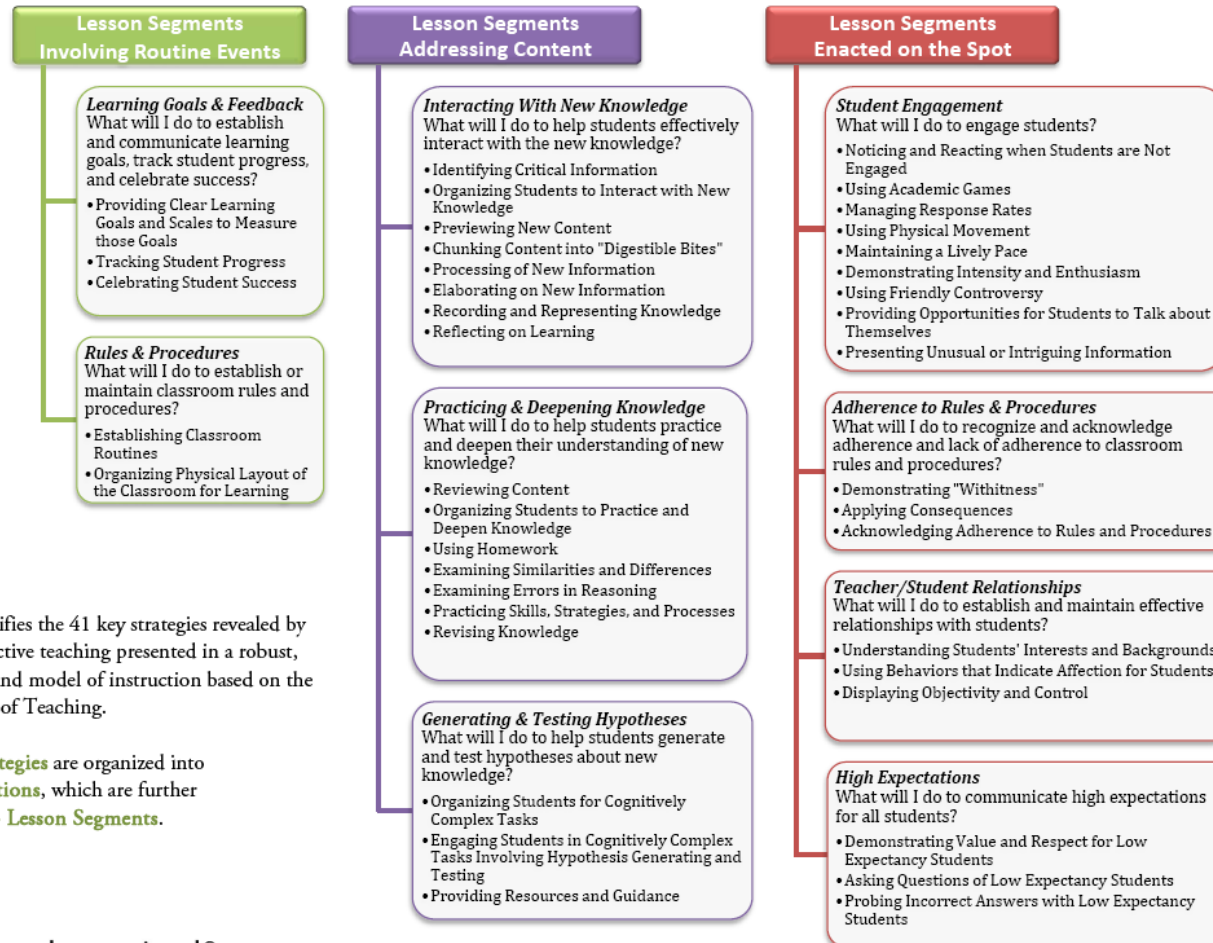 Lesson Segments
Involving Routine Events
Learning Goals & Feedback
What will I do to establish
and communicate learning
goals, track student progress,
and celebrate success?
• Providing Clear Learning
Goals and Scales to Measure
those Goals
• Tracking Student Progress
• Celebrating Student Success
Rules & Procedures
What will I do to establish or
maintain classroom rules and
procedures?
• Establishing Classroom
Routines
• Organizing Physical Layout of
the Classroom for Learning
Lesson Segments
Addressing Content
Interacting With New Knowledge
What will I do to help students effectively
interact with the new knowledge?
• Identifying Critical Information
• Organizing Students to Interact with New
Knowledge
• Previewing New Content
• Chunking Content into "Digestible Bites"
• Processing of New Information
• Elaborating on New Information
• Recording and Representing Knowledge
• Reflecting on Learning
Practicing & Deepening Knowledge
What will I do to help students practice
and deepen their understanding of new
knowledge?
• Reviewing Content
• Organizing Students to Practice and
Deepen Knowledge
• Using Homework
• Examining Similarities and Differences
• Examining Errors in Reasoning
• Practicing Skills, Strategies, and Processes
• Revising Knowledge
Generating & Testing Hypotheses
What will I do to help students generate
and test hypotheses about new
knowledge?
• Organizing Students for Cognitively
Complex Tasks
• Engaging Students in Cognitively Complex
Tasks Involving Hypothesis Generating and
Testing
• Providing Resources and Guidance
Lesson Segments
Enacted on the Spot
Student Engagement
What will I do to engage students?
• Noticing and Reacting when Students are Not
Engaged
• Using Academic Games
• Managing Response Rates
• Using Physical Movement
• Maintaining a Lively Pace
• Demonstrating Intensity and Enthusiasm
• Using Friendly Controversy
• Providing Opportunities for Students to Talk about
Themselves
• Presenting Unusual or Intriguing Information
Adherence to Rules & Procedures
What will I do to recognize and acknowledge
adherence and lack of adherence to classroom
rules and procedures?
• Demonstrating "Withitness"
• Applying Consequences
• Acknowledging Adherence to Rules and Procedures
Teacher/Student Relationships
What will I do to establish and maintain effective
relationships with students?
• Understanding Students' Interests and Backgrounds
• Using Behaviors that Indicate Affection for Students
• Displaying Objectivity and Control
High Expectations
What will I do to communicate high expectations
for all students?
• Demonstrating Value and Respect for Low
Expectancy Students
• Asking Questions of Low Expectancy Students
• Probing Incorrect Answers with Low Expectancy
Students
the 41 key strategies revealed by
teaching presented in a robust,
model of instruction based on the
of Teaching.
are organized into
which are further
Lesson Segments.